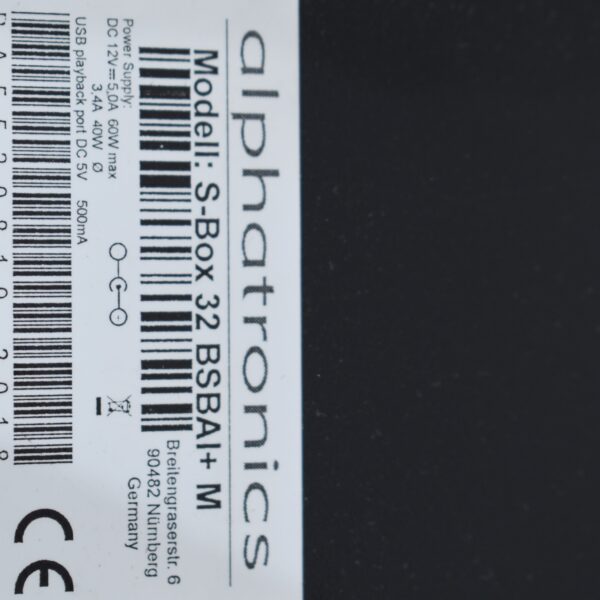 alphatronics
Modell: S-Box 32 BSBAI+ M
Breitengraserstr. 6
90482 Nürnberg
Germany
Power Supply:
DC 12V⎓5,0A 60W max
3.4A 40W Ø
USB playback port DC 5V 500mA
CE